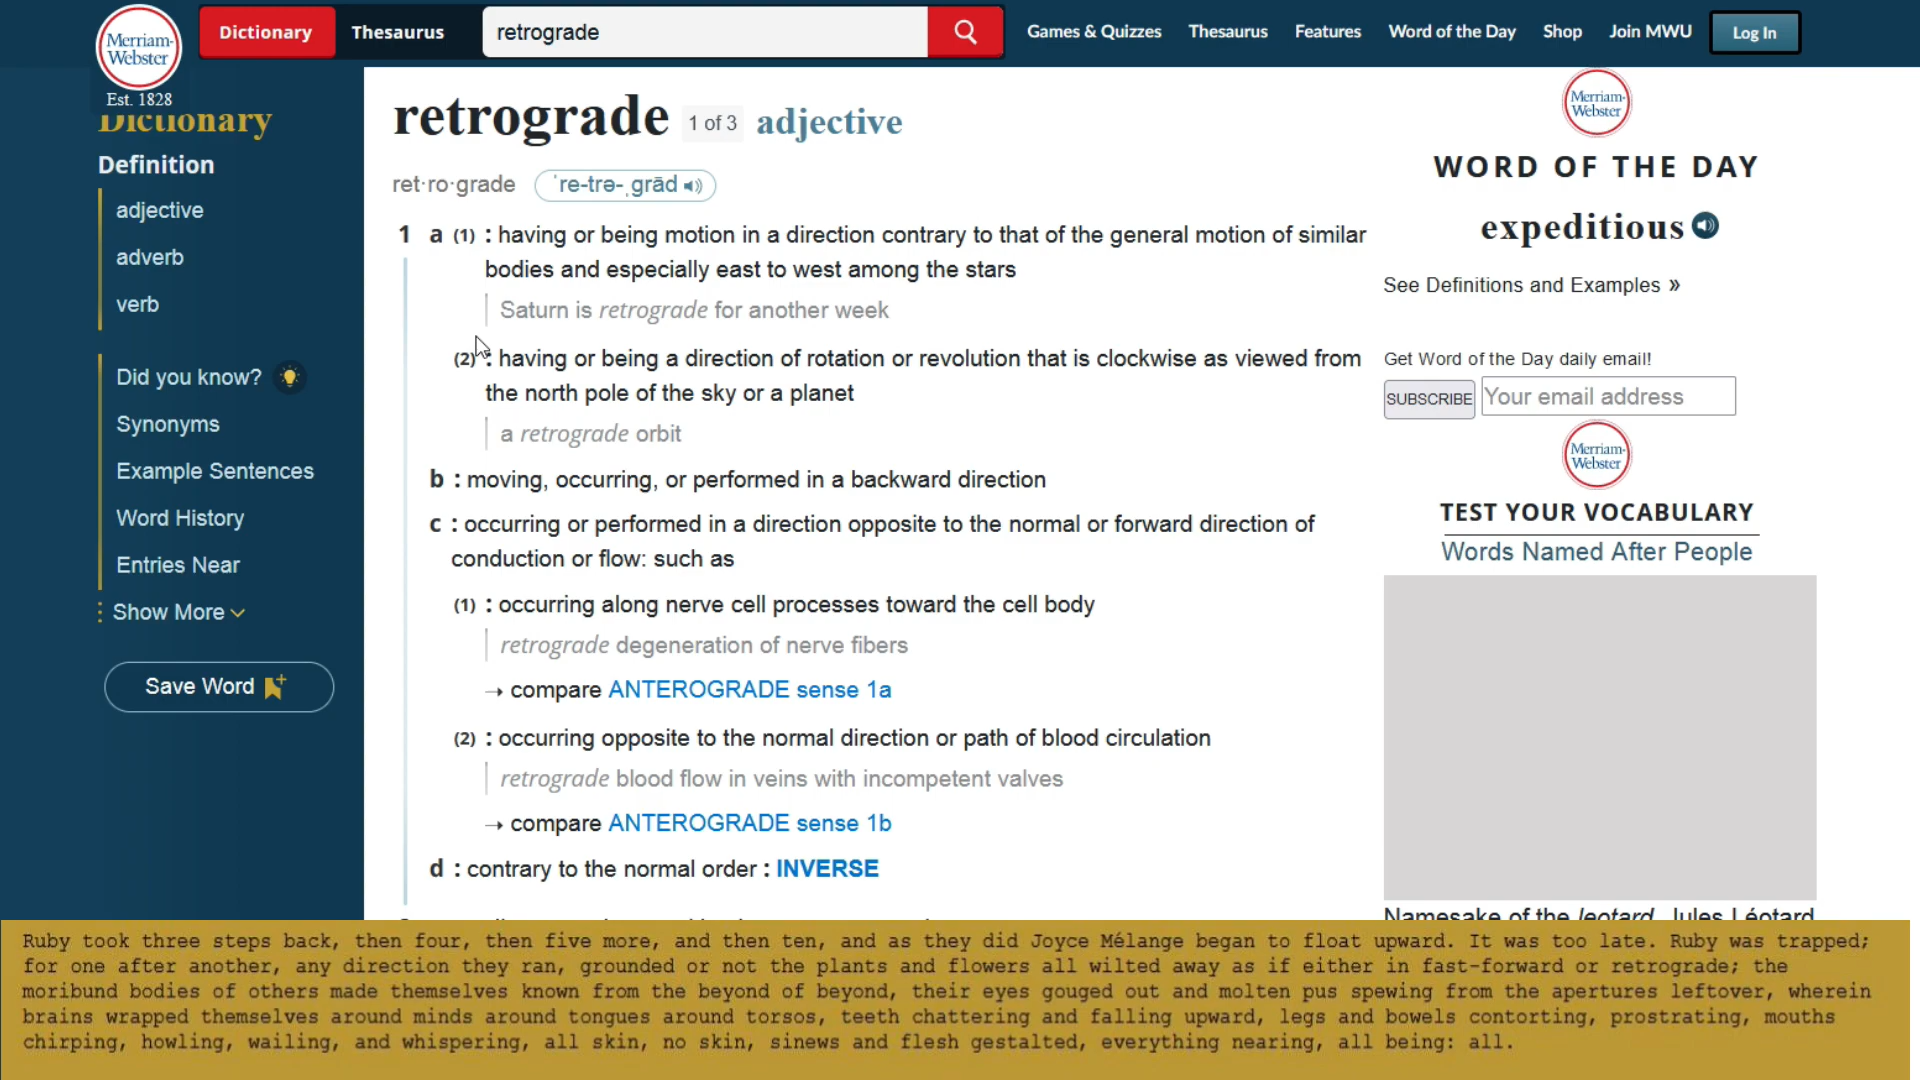 Merriam-
Webster
Est. 1828
Dictionary
Thesaurus
retrograde
Games & Quizzes
Thesaurus
Features
Word of the Day
Shop
Join MWU
Log In
Dictionary
Definition
adjective
adverb
verb
Did you know?
Synonyms
Example Sentences
Word History
Entries Near
Show More
Save Word
retrograde 1 of 3 adjective
ret·ro·grade ˈre-trə-ˌgrād
1 a (1) : having or being motion in a direction contrary to that of the general motion of similar
bodies and especially east to west among the stars
Saturn is retrograde for another week
(2) : having or being a direction of rotation or revolution that is clockwise as viewed from
the north pole of the sky or a planet
a retrograde orbit
b : moving, occurring, or performed in a backward direction
c : occurring or performed in a direction opposite to the normal or forward direction of
conduction or flow: such as
(1) : occurring along nerve cell processes toward the cell body
retrograde degeneration of nerve fibers
→ compare ANTEROGRADE sense 1a
(2) : occurring opposite to the normal direction or path of blood circulation
retrograde blood flow in veins with incompetent valves
→ compare ANTEROGRADE sense 1b
d : contrary to the normal order : INVERSE
Merriam-
Webster
WORD OF THE DAY
expeditious
See Definitions and Examples »
Get Word of the Day daily email!
SUBSCRIBE
Your email address
Merriam-
Webster
TEST YOUR VOCABULARY
Words Named After People
Namesake of the leotard, Jules Léotard
Ruby took three steps back, then four, then five more, and then ten, and as they did Joyce Mélange began to float upward. It was too late. Ruby was trapped;
for one after another, any direction they ran, grounded or not the plants and flowers all wilted away as if either in fast-forward or retrograde; the
moribund bodies of others made themselves known from the beyond of beyond, their eyes gouged out and molten pus spewing from the apertures leftover, wherein
brains wrapped themselves around minds around tongues around torsos, teeth chattering and falling upward, legs and bowels contorting, prostrating, mouths
chirping, howling, wailing, and whispering, all skin, no skin, sinews and flesh gestalted, everything nearing, all being: all.